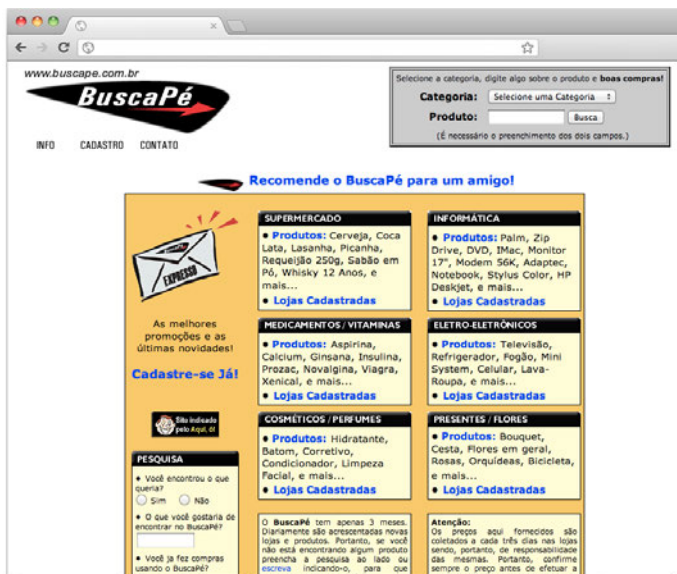 www.buscape.com.br
BuscaPé
INFO CADASTRO CONTATO
Selecione a categoria, digite algo sobre o produto e boas compras!
Categoria: Selecione uma Categoria
Produto: Busca
(É necessário o preenchimento dos dois campos.)
Recomende o BuscaPé para um amigo!
EXPRESSO
As melhores
promoções e as
últimas novidades!
Cadastre-se Já!
Site indicado
pelo Aqui, ó!
PESQUISA
• Você encontrou o que
queria?
Sim Não
• O que você gostaria de
encontrar no BuscaPé?
• Você já fez compras
usando o BuscaPé?
SUPERMERCADO
• Produtos: Cerveja, Coca
Lata, Lasanha, Picanha,
Requeijão 250g, Sabão em
Pó, Whisky 12 Anos, e
mais...
• Lojas Cadastradas
INFORMÁTICA
• Produtos: Palm, Zip
Drive, DVD, IMac, Monitor
17", Modem 56K, Adaptec,
Notebook, Stylus Color, HP
Deskjet, e mais...
• Lojas Cadastradas
MEDICAMENTOS / VITAMINAS
• Produtos: Aspirina,
Calcium, Ginsana, Insulina,
Prozac, Novalgina, Viagra,
Xenical, e mais...
• Lojas Cadastradas
ELETRO-ELETRÔNICOS
• Produtos: Televisão,
Refrigerador, Fogão, Mini
System, Celular, Lava-
Roupa, e mais...
• Lojas Cadastradas
COSMÉTICOS / PERFUMES
• Produtos: Hidratante,
Batom, Corretivo,
Condicionador, Limpeza
Facial, e mais...
• Lojas Cadastradas
PRESENTES / FLORES
• Produtos: Bouquet,
Cesta, Flores em geral,
Rosas, Orquídeas, Bicicleta,
e mais...
• Lojas Cadastradas
O BuscaPé tem apenas 3 meses.
Diariamente são acrescentadas novas
lojas e produtos. Portanto, se você
não está encontrando algum produto
preencha a pesquisa ao lado ou
escreva indicando-o, para que
Atenção:
Os preços aqui fornecidos são
coletados a cada três dias nas lojas
sendo, portanto, de responsabilidade
das mesmas. Portanto, confirme
sempre o preço antes de efetuar a